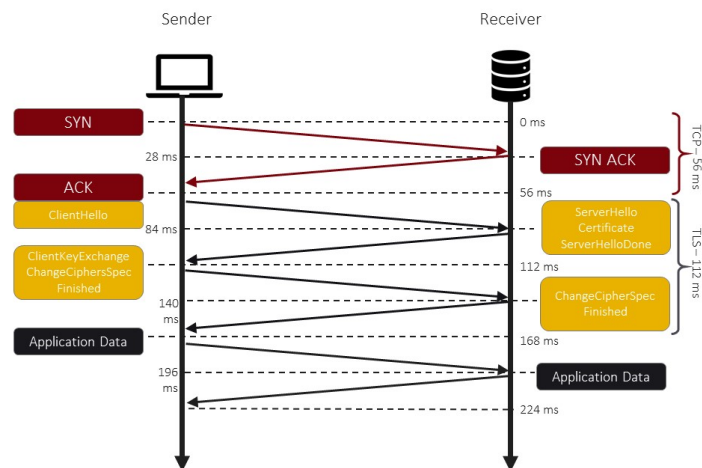 Sender
Receiver
SYN
0 ms
28 ms
SYN ACK
TCP – 56 ms
ACK
56 ms
ClientHello
84 ms
ServerHello
Certificate
ServerHelloDone
TLS – 112 ms
ClientKeyExchange
ChangeCiphersSpec
Finished
112 ms
140
ms
ChangeCipherSpec
Finished
Application Data
168 ms
196
ms
Application Data
224 ms